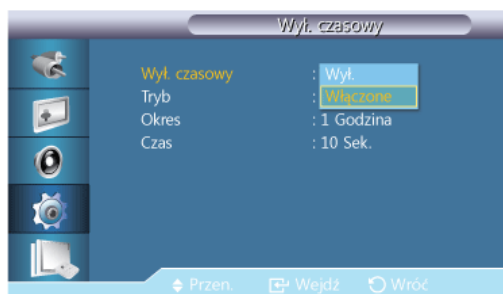 Wył. czasowy
Wył. czasowy : Wył.
Tryb : Włączone
Okres : 1 Godzina
Czas : 10 Sek.
Przen. Wejdź Wróć